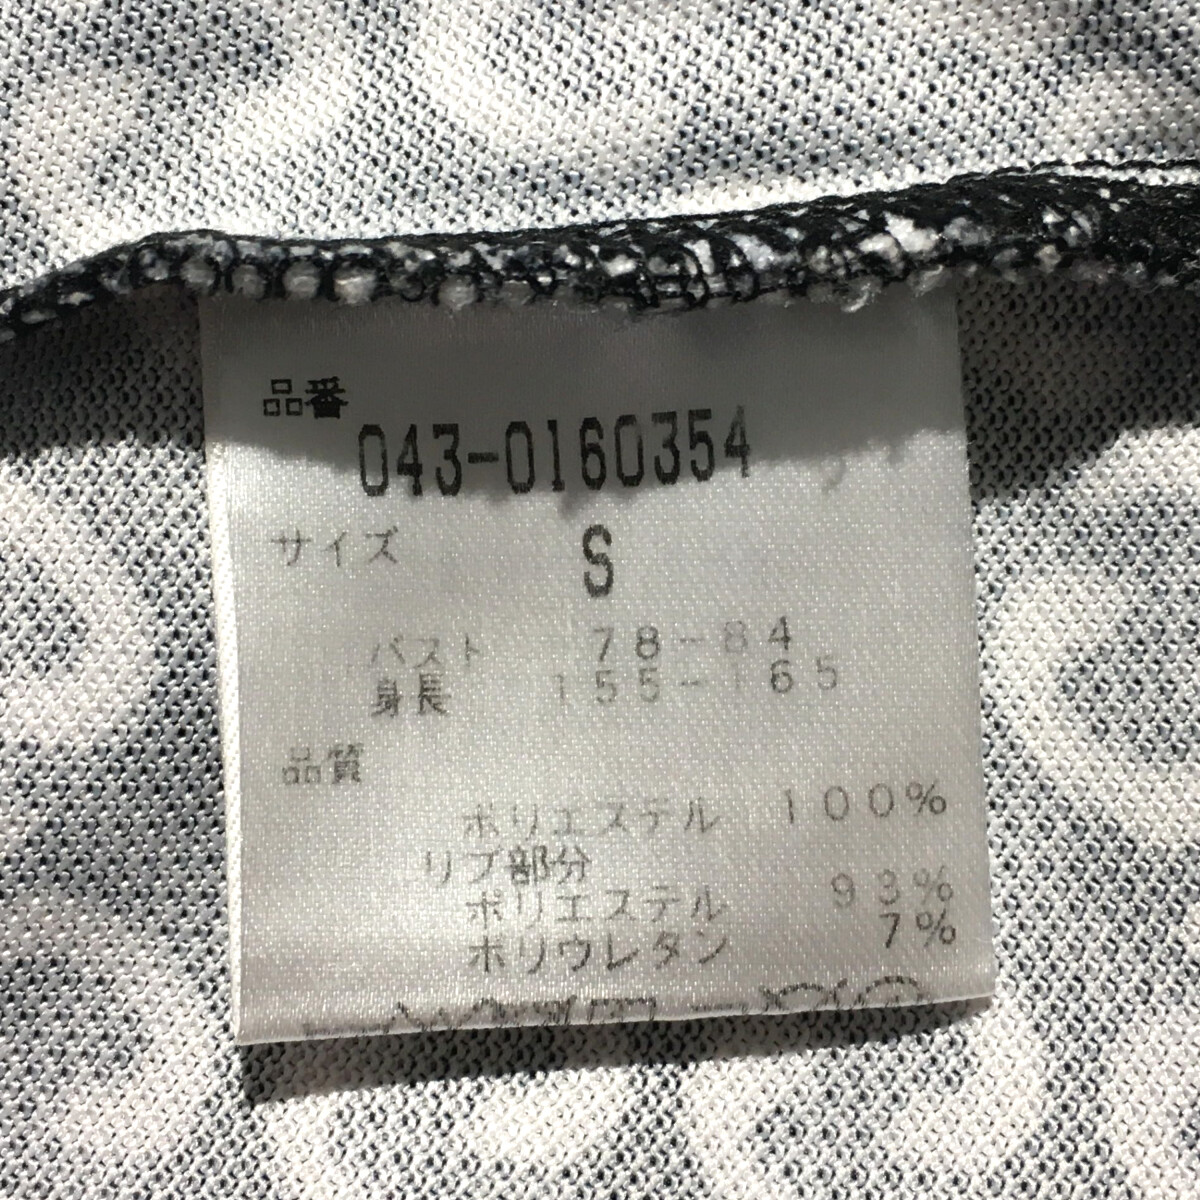 品番
043-0160354
サイズ S
バスト 78-84
身長 155-165
品質
ポリエステル 100%
リブ部分
ポリエステル 93%
ポリウレタン 7%